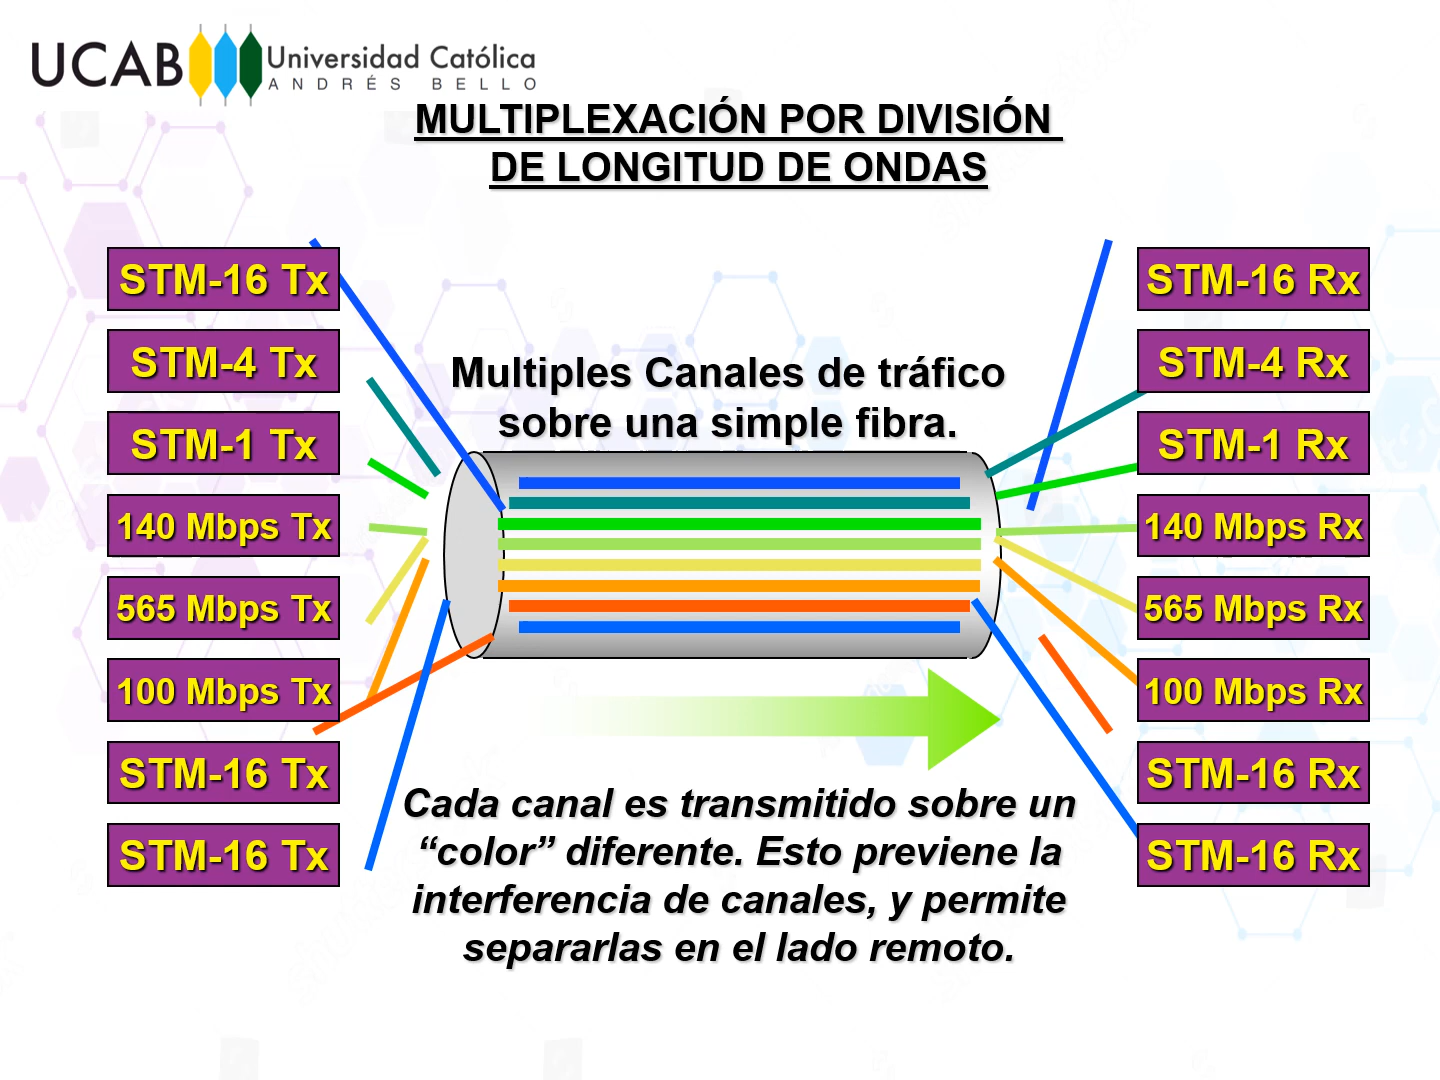 UCAB Universidad Católica
ANDRÉS BELLO
MULTIPLEXACIÓN POR DIVISIÓN
DE LONGITUD DE ONDAS
STM-16 Tx
STM-4 Tx
STM-1 Tx
140 Mbps Tx
565 Mbps Tx
100 Mbps Tx
STM-16 Tx
STM-16 Tx
Multiples Canales de tráfico
sobre una simple fibra.
Cada canal es transmitido sobre un
“color” diferente. Esto previene la
interferencia de canales, y permite
separarlas en el lado remoto.
STM-16 Rx
STM-4 Rx
STM-1 Rx
140 Mbps Rx
565 Mbps Rx
100 Mbps Rx
STM-16 Rx
STM-16 Rx